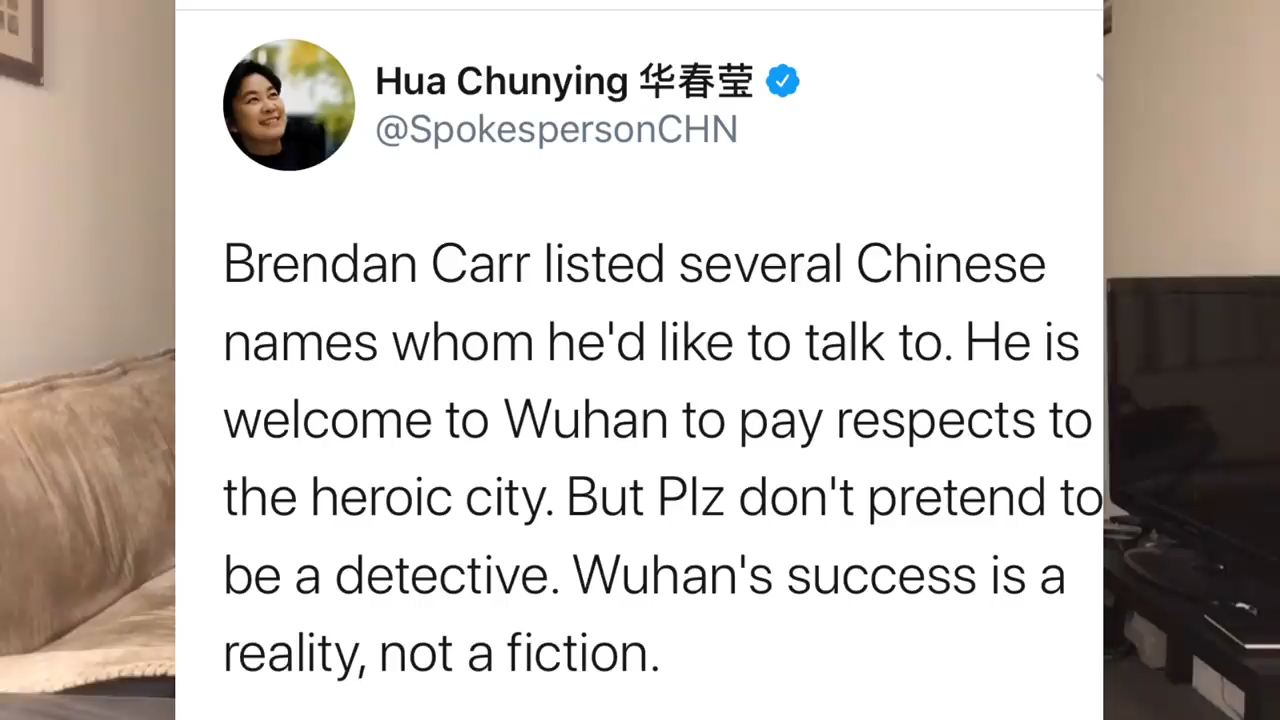 Hua Chunying 华春莹
@SpokespersonCHN
Brendan Carr listed several Chinese
names whom he'd like to talk to. He is
welcome to Wuhan to pay respects to
the heroic city. But Plz don't pretend to
be a detective. Wuhan's success is a
reality, not a fiction.